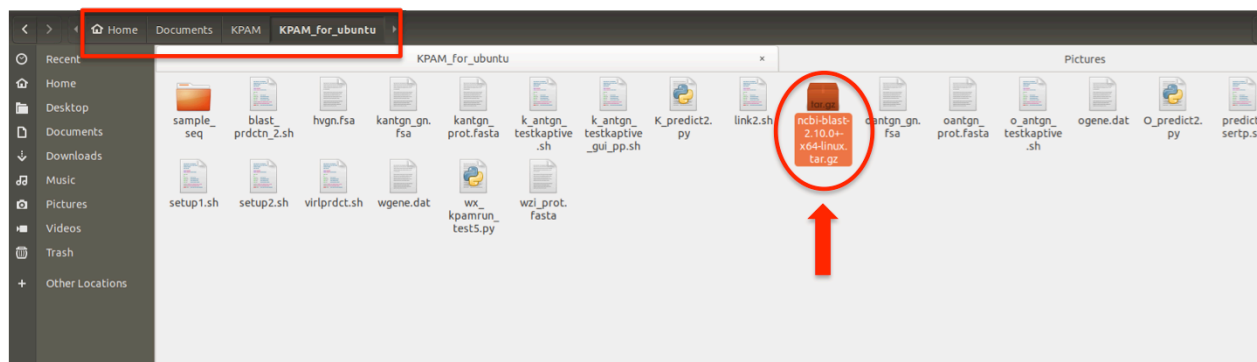 Home Documents KPAM KPAM_for_ubuntu
Recent
Home
Desktop
Documents
Downloads
Music
Pictures
Videos
Trash
Other Locations
KPAM_for_ubuntu ×
Pictures
sample_
seq
blast_
prdctn_2.sh
hvgn.fsa
kantgn_gn.
fsa
kantgn_
prot.fasta
k_antgn_
testkaptive
.sh
k_antgn_
testkaptive
_gui_pp.sh
K_predict2.
py
link2.sh
tar.gz
ncbi-blast-
2.10.0+-
x64-linux.
tar.gz
oantgn_gn.
fsa
oantgn_
prot.fasta
o_antgn_
testkaptive
.sh
ogene.dat
O_predict2.
py
predict
sertp.s
setup1.sh
setup2.sh
virlprdct.sh
wgene.dat
wx_
kpamrun_
test5.py
wzi_prot.
fasta